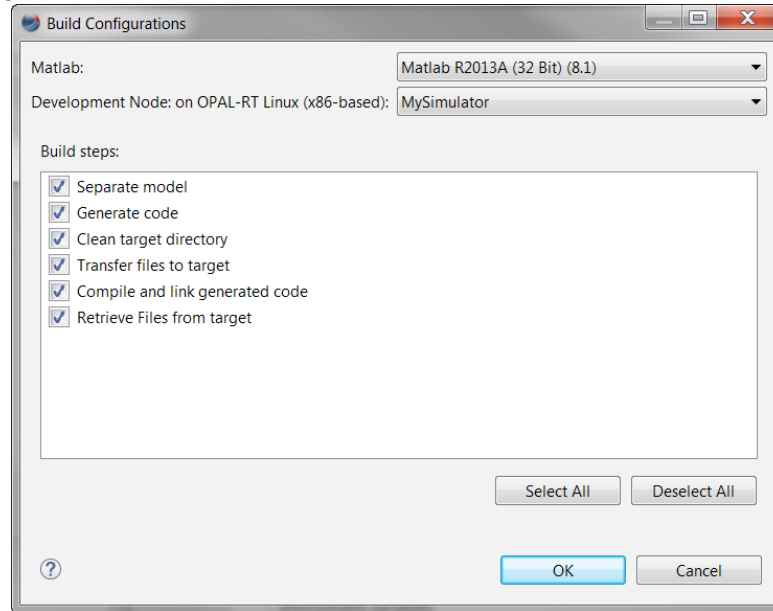 Build Configurations
Matlab: Matlab R2013A (32 Bit) (8.1)
Development Node: on OPAL-RT Linux (x86-based): MySimulator
Build steps:
Separate model
Generate code
Clean target directory
Transfer files to target
Compile and link generated code
Retrieve Files from target
Select All Deselect All
? OK Cancel